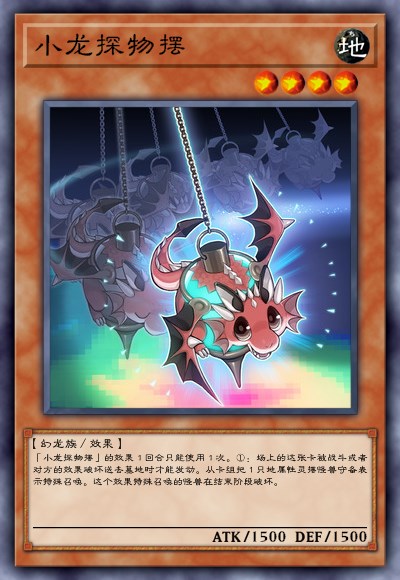 小龙探物摆
地
【幻龙族/效果】
「小龙探物摆」的效果1回合只能使用1次。①：场上的这张卡被战斗或者
对方的效果破坏送去墓地时才能发动。从卡组把1只地属性灵摆怪兽守备表
示特殊召唤。这个效果特殊召唤的怪兽在结束阶段破坏。
ATK/1500 DEF/1500